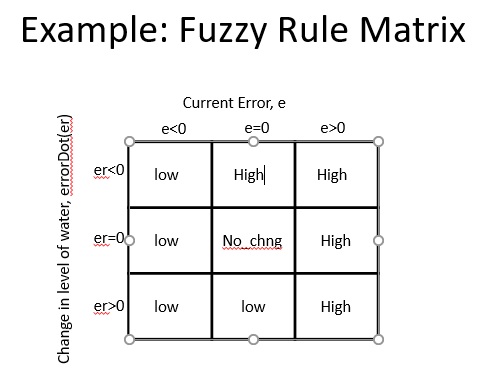 Example: Fuzzy Rule Matrix
Current Error, e
e<0 e=0 e>0
Change in level of water, errorDot(er)
er<0 low High High
er=0 low No_chng High
er>0 low low High